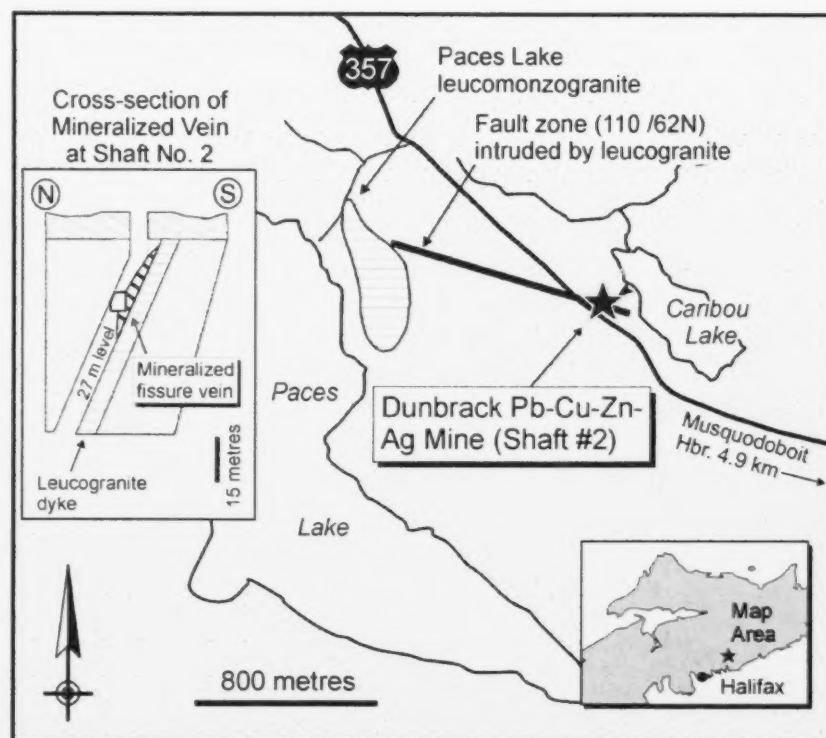 357
Paces Lake
leucomonzogranite
Fault zone (110 /62N)
intruded by leucogranite
Cross-section of
Mineralized Vein
at Shaft No. 2
N
S
27 m level
Mineralized
fissure vein
15 metres
Leucogranite
dyke
Paces
Lake
Caribou
Lake
Dunbrack Pb-Cu-Zn-
Ag Mine (Shaft #2)
Musquodoboit
Hbr. 4.9 km
800 metres
Map
Area
Halifax